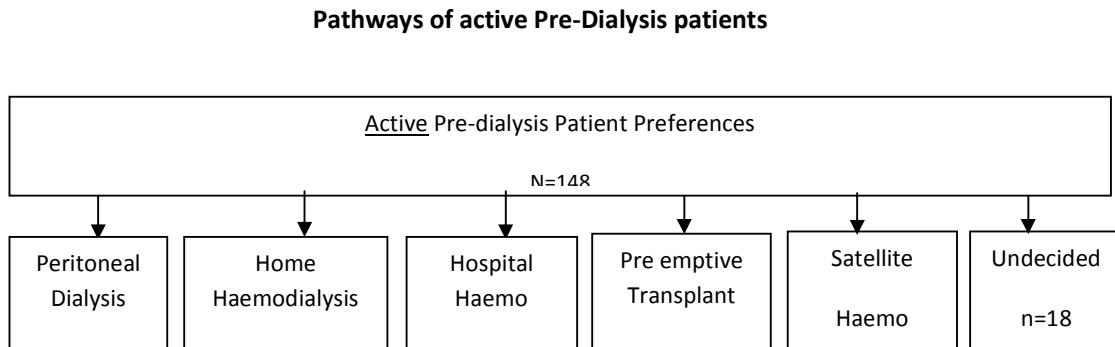 Pathways of active Pre-Dialysis patients
Active Pre-dialysis Patient Preferences
N=148
Peritoneal
Dialysis
Home
Haemodialysis
Hospital
Haemo
Pre emptive
Transplant
Satellite
Haemo
Undecided
n=18